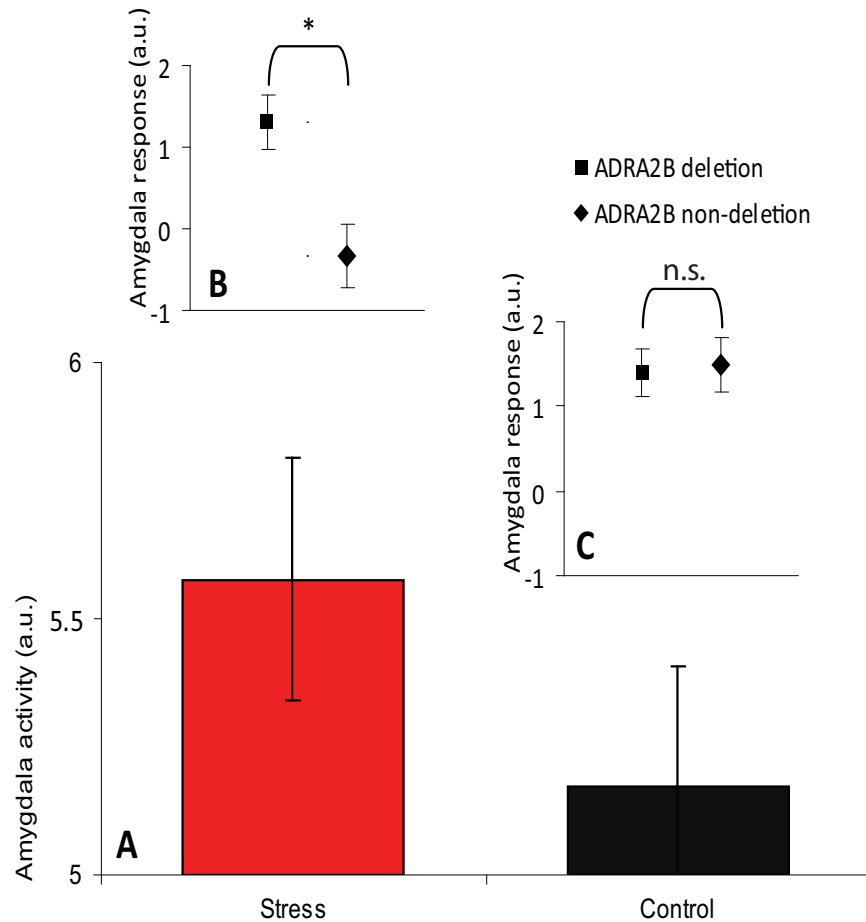 Amygdala response (a.u.)
2
1
0
-1
*
B
ADRA2B deletion
ADRA2B non-deletion
Amygdala response (a.u.)
2
1
0
-1
n.s.
C
Amygdala activity (a.u.)
6
5.5
5
A
Stress
Control